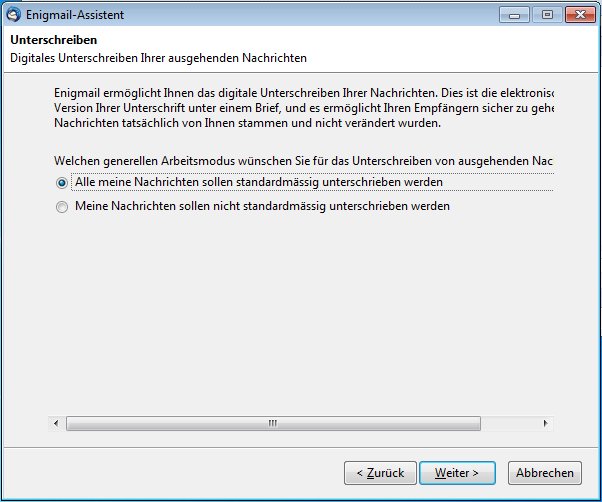 Enigmail-Assistent
Unterschreiben
Digitales Unterschreiben Ihrer ausgehenden Nachrichten
Enigmail ermöglicht Ihnen das digitale Unterschreiben Ihrer Nachrichten. Dies ist die elektronisc
Version Ihrer Unterschrift unter einem Brief, und es ermöglicht Ihren Empfängern sicher zu gehe
Nachrichten tatsächlich von Ihnen stammen und nicht verändert wurden.
Welchen generellen Arbeitsmodus wünschen Sie für das Unterschreiben von ausgehenden Nac
Alle meine Nachrichten sollen standardmässig unterschrieben werden
Meine Nachrichten sollen nicht standardmässig unterschrieben werden
< Zurück Weiter > Abbrechen